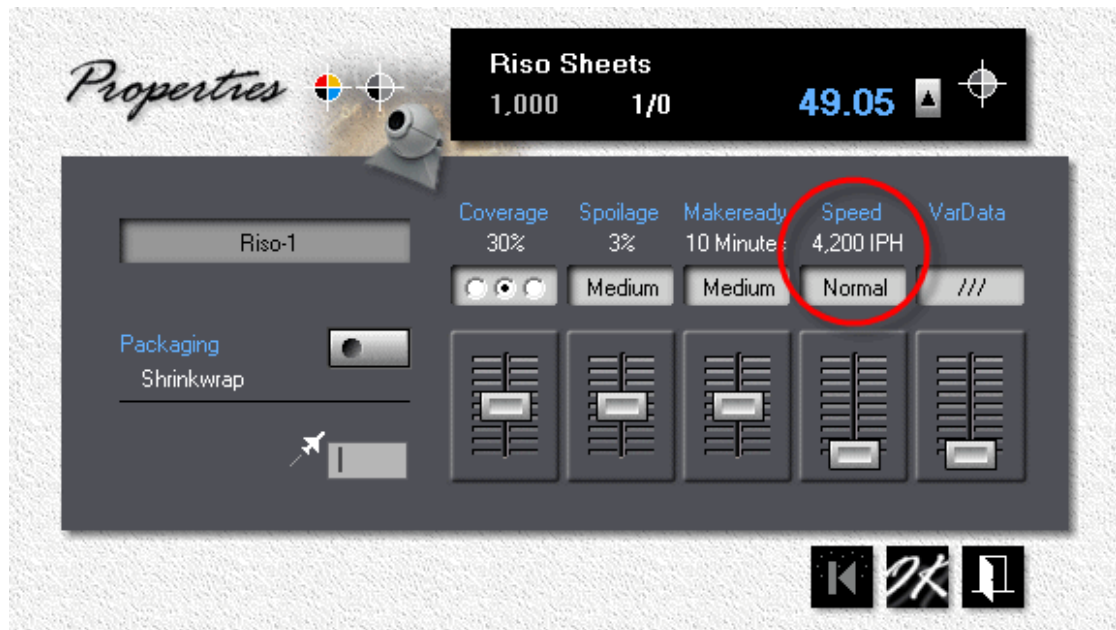 Properties
Riso Sheets
1,000 1/0 49.05
Coverage Spoilage Makeready Speed VarData
30% 3% 10 Minutes 4,200 IPH
Riso-1
Medium Medium Normal ///
Packaging
Shrinkwrap
OK